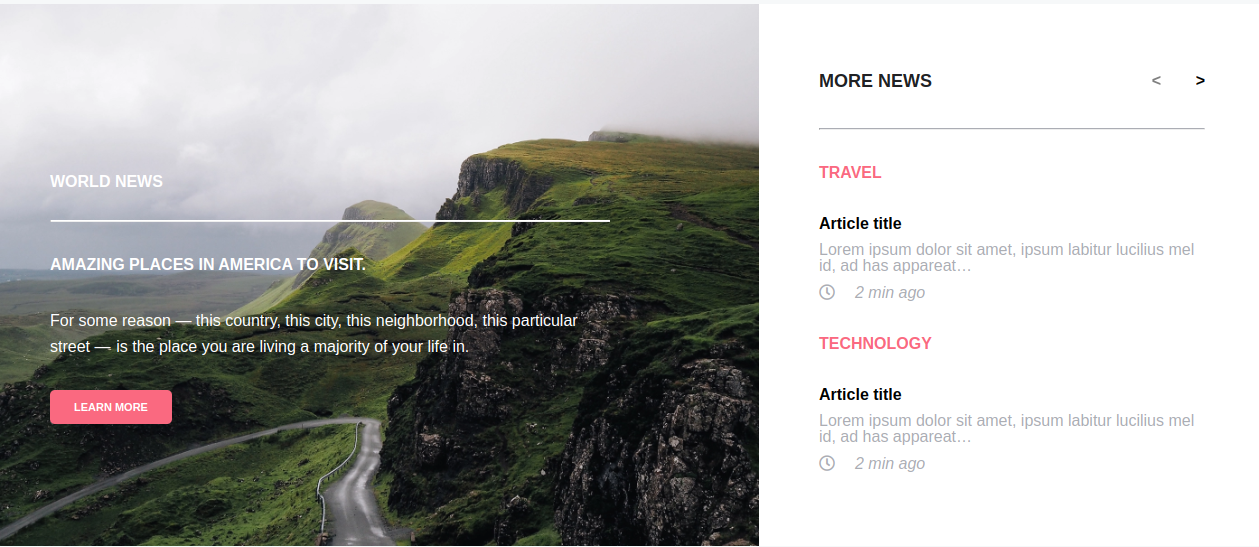 WORLD NEWS
AMAZING PLACES IN AMERICA TO VISIT.
For some reason — this country, this city, this neighborhood, this particular
street — is the place you are living a majority of your life in.
LEARN MORE
MORE NEWS < >
TRAVEL
Article title
Lorem ipsum dolor sit amet, ipsum labitur lucilius mel
id, ad has appareat…
2 min ago
TECHNOLOGY
Article title
Lorem ipsum dolor sit amet, ipsum labitur lucilius mel
id, ad has appareat…
2 min ago